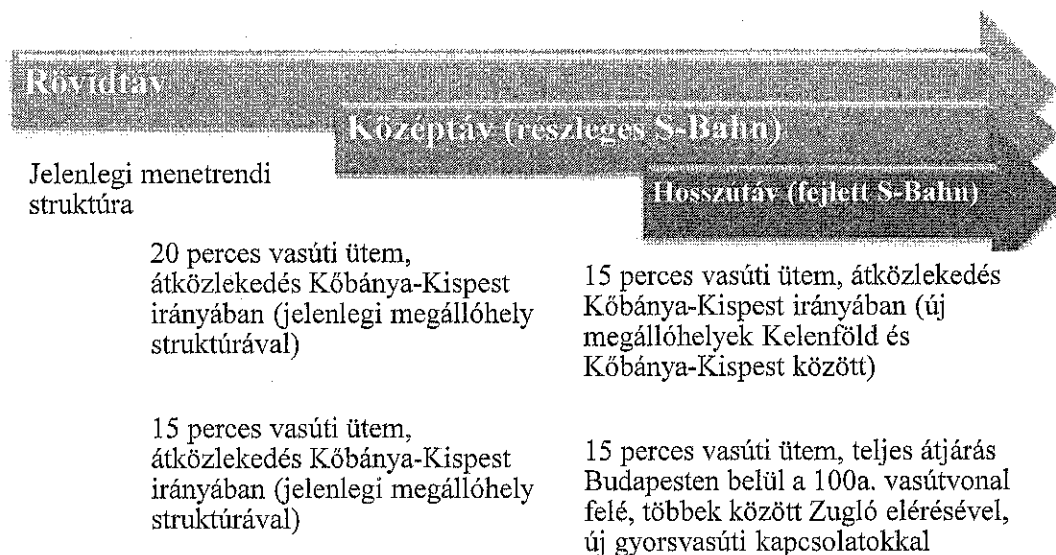 Rövidtáv
Középtáv (részleges S-Bahn)
Hosszútáv (fejlett S-Bahn)
Jelenlegi menetrendi
struktúra
20 perces vasúti ütem,
átközlekedés Kőbánya-Kispest
irányában (jelenlegi megállóhely
struktúrával)
15 perces vasúti ütem,
átközlekedés Kőbánya-Kispest
irányában (jelenlegi megállóhely
struktúrával)
15 perces vasúti ütem, átközlekedés
Kőbánya-Kispest irányában (új
megállóhelyek Kelenföld és
Kőbánya-Kispest között)
15 perces vasúti ütem, teljes átjárás
Budapesten belül a 100a. vasútvonal
felé, többek között Zugló elérésével,
új gyorsvasúti kapcsolatokkal